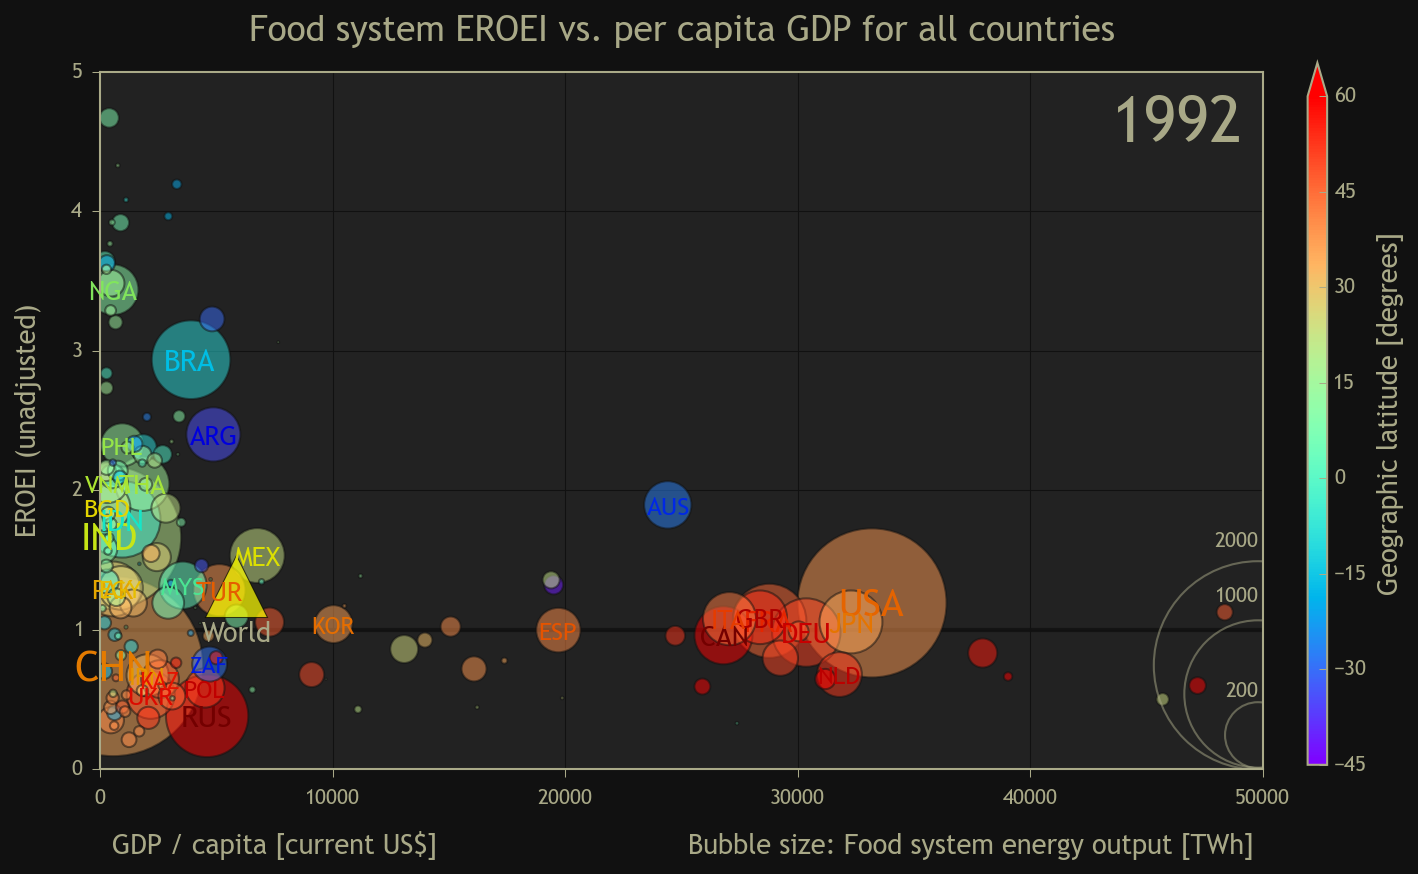 Food system EROEI vs. per capita GDP for all countries
1992
EROEI (unadjusted)
5
4
3
2
1
0
0
10000
20000
30000
40000
50000
GDP / capita [current US$]
Bubble size: Food system energy output [TWh]
2000
1000
200
60
45
30
15
0
−15
−30
−45
Geographic latitude [degrees]
NGA
BRA
PHL
ARG
VNM
THA
BGD
IND
AUS
MEX
MYS
TUR
World
KOR
ESP
USA
JPN
GBR
DEU
CAN
NLD
CHN
ZAF
KAZ
UKR
POL
RUS